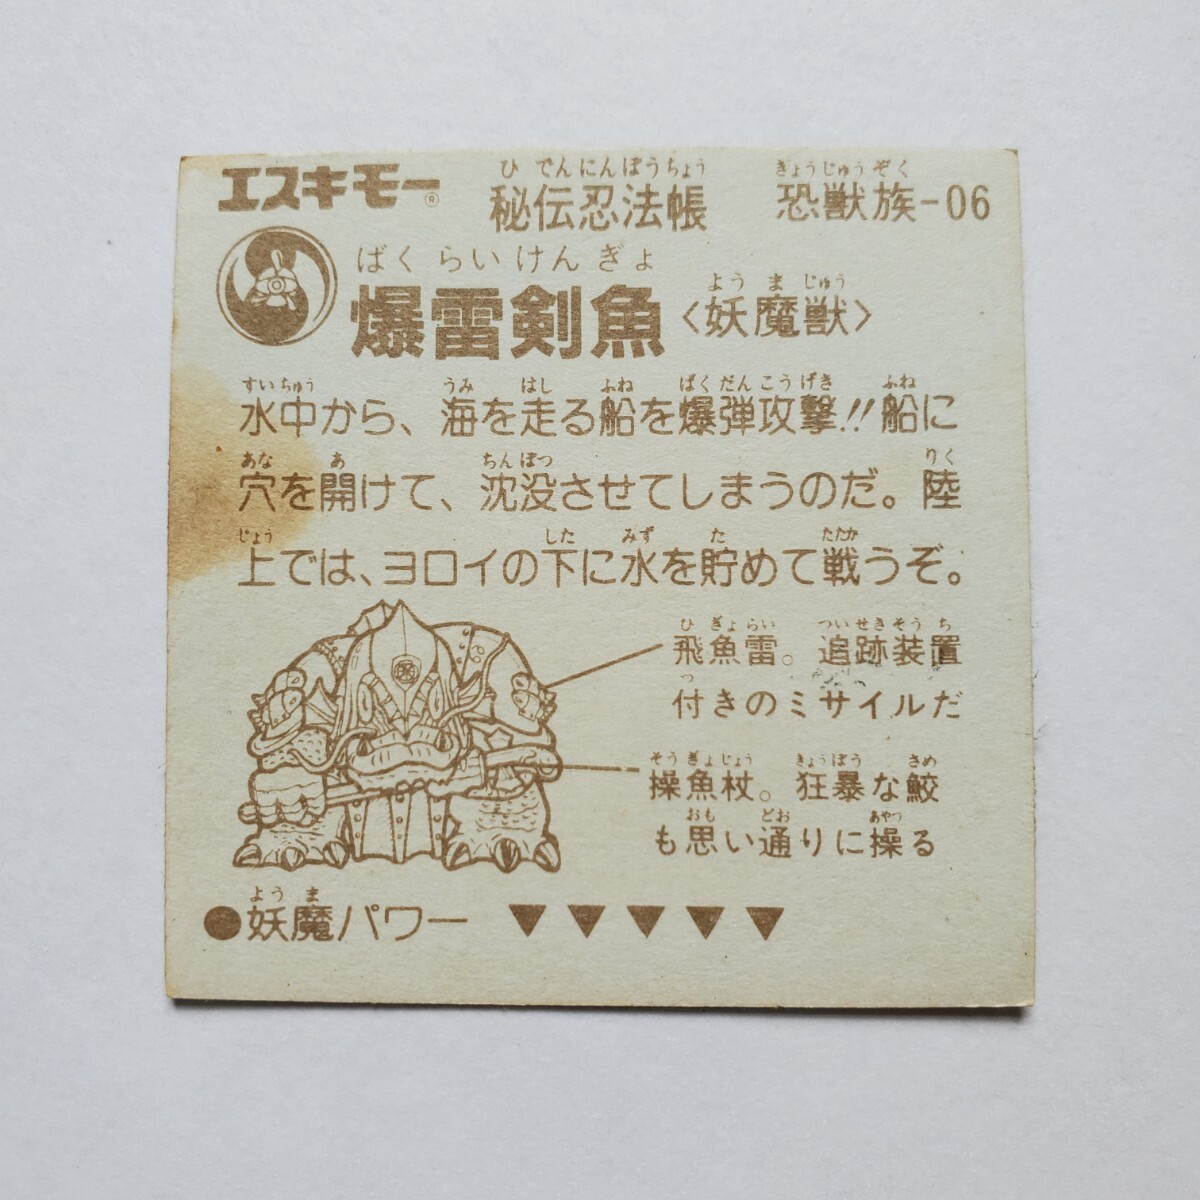 エスキモー®
ひでんにんぽうちょう
秘伝忍法帳
きょうじゅうぞく
恐獣族-06
ばくらいけんぎょ
爆雷剣魚
ようまじゅう
〈妖魔獣〉
すいちゅう うみ はし ふね ばくだんこうげき ふね
水中から、海を走る船を爆弾攻撃!!船に
あな あ ちんぼつ りく
穴を開けて、沈没させてしまうのだ。陸
じょう した みず た たたか
上では、ヨロイの下に水を貯めて戦うぞ。
ひぎょらい ついせきそうち
飛魚雷。追跡装置
つ
付きのミサイルだ
そうぎょじょう きょうぼう さめ
操魚杖。狂暴な鮫
おも どお あやつ
も思い通りに操る
ようま
●妖魔パワー ▼▼▼▼▼